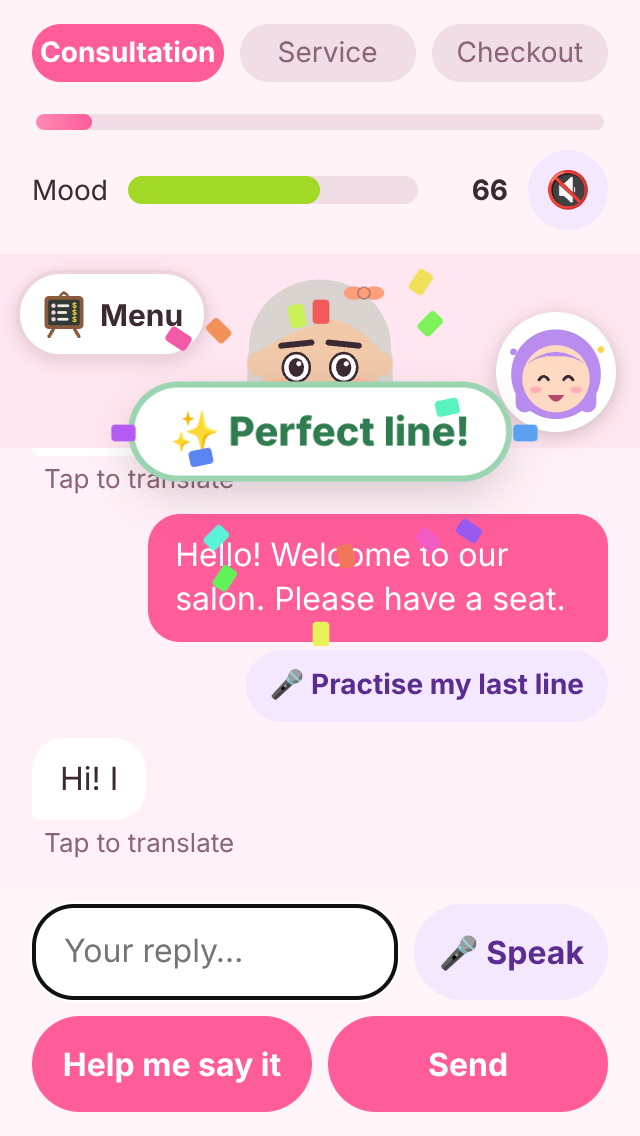 Consultation
Service
Checkout
Mood
66
Menu
✨ Perfect line!
Tap to translate
Hello! Welcome to our
salon. Please have a seat.
🎤 Practise my last line
Hi! I
Tap to translate
Your reply...
🎤 Speak
Help me say it
Send